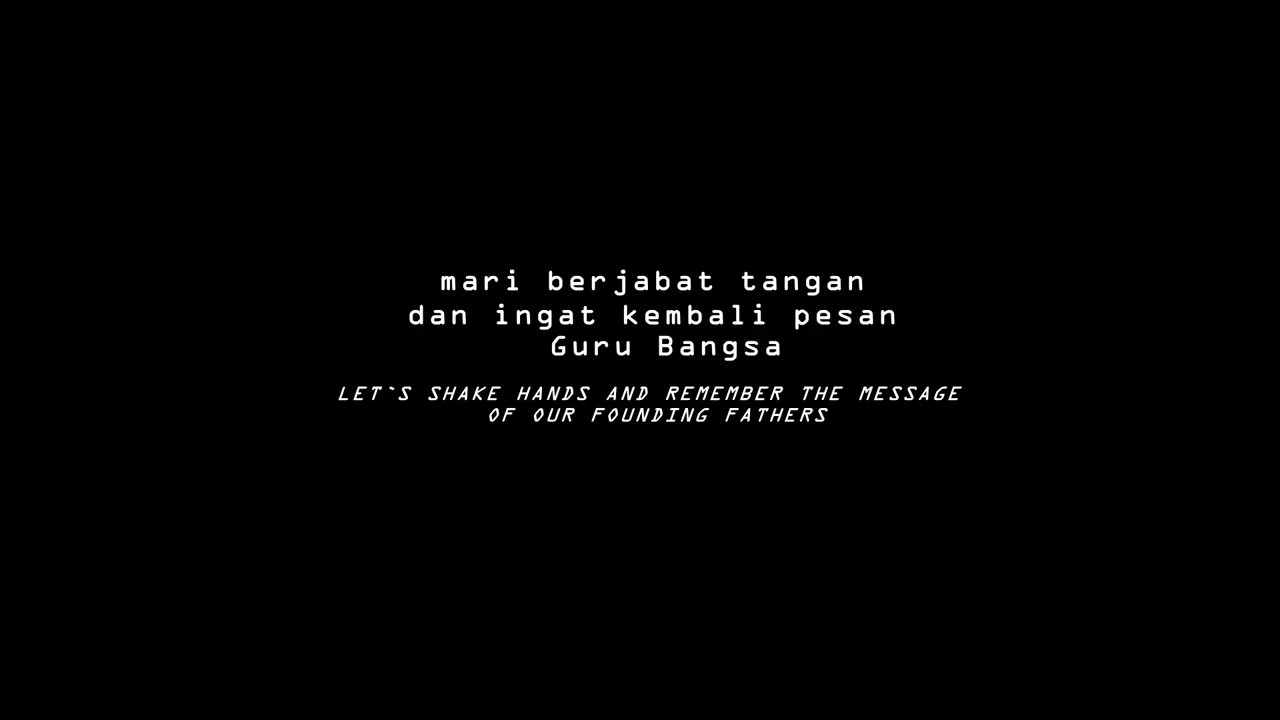 mari berjabat tangan
dan ingat kembali pesan
Guru Bangsa
LET`S SHAKE HANDS AND REMEMBER THE MESSAGE
OF OUR FOUNDING FATHERS